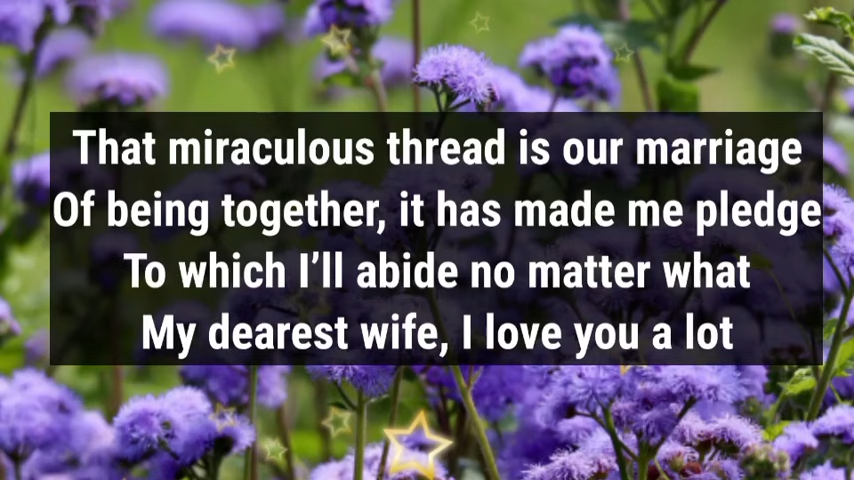 That miraculous thread is our marriage
Of being together, it has made me pledge
To which I’ll abide no matter what
My dearest wife, I love you a lot